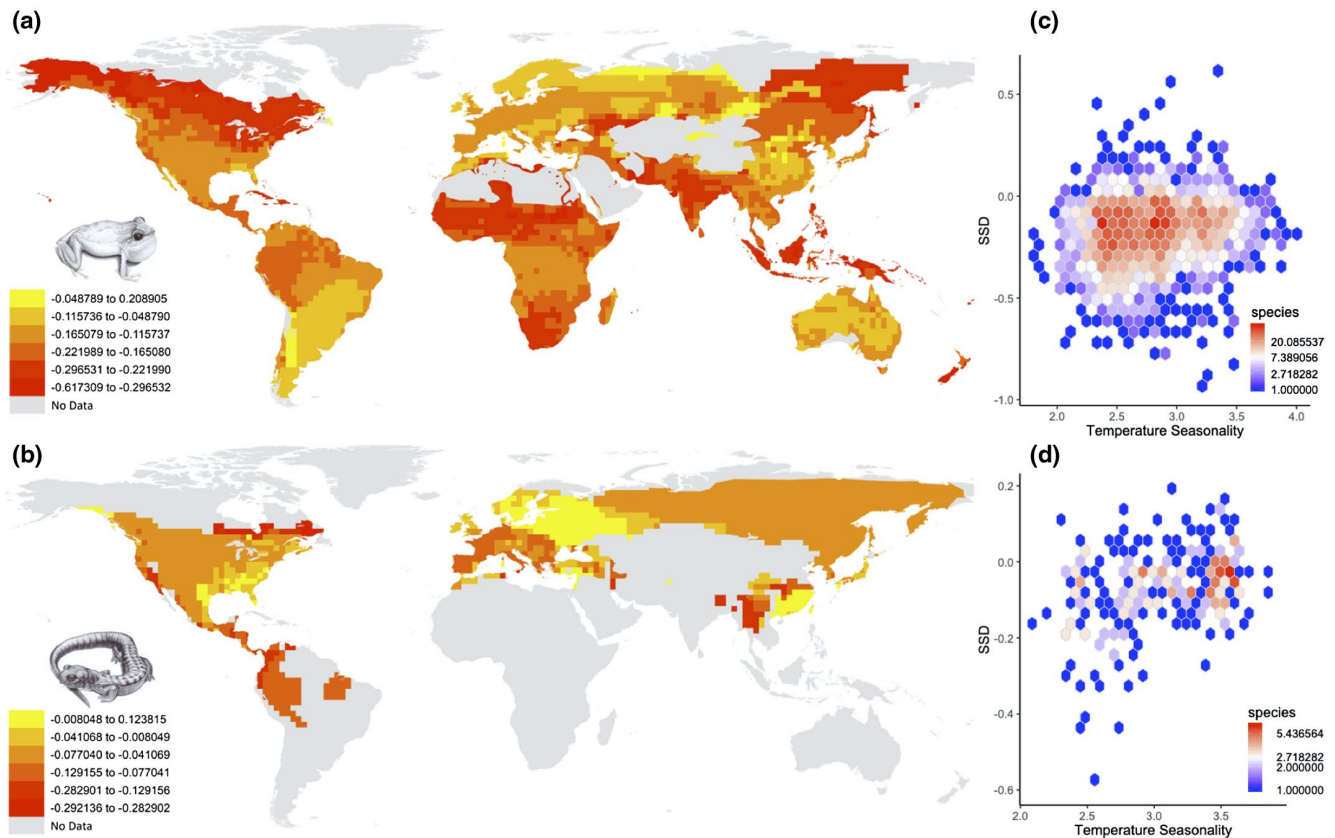 (a)
-0.048789 to 0.208905
-0.115736 to -0.048790
-0.165079 to -0.115737
-0.221989 to -0.165080
-0.296531 to -0.221990
-0.617309 to -0.296532
No Data
(c)
0.5
0.0
-0.5
-1.0
SSD
2.0 2.5 3.0 3.5 4.0
Temperature Seasonality
species
20.085537
7.389056
2.718282
1.000000
(b)
-0.008048 to 0.123815
-0.041068 to -0.008049
-0.077040 to -0.041069
-0.129155 to -0.077041
-0.282901 to -0.129156
-0.292136 to -0.282902
No Data
(d)
0.2
0.0
-0.2
-0.4
-0.6
SSD
2.0 2.5 3.0 3.5
Temperature Seasonality
species
5.436564
2.718282
2.000000
1.000000